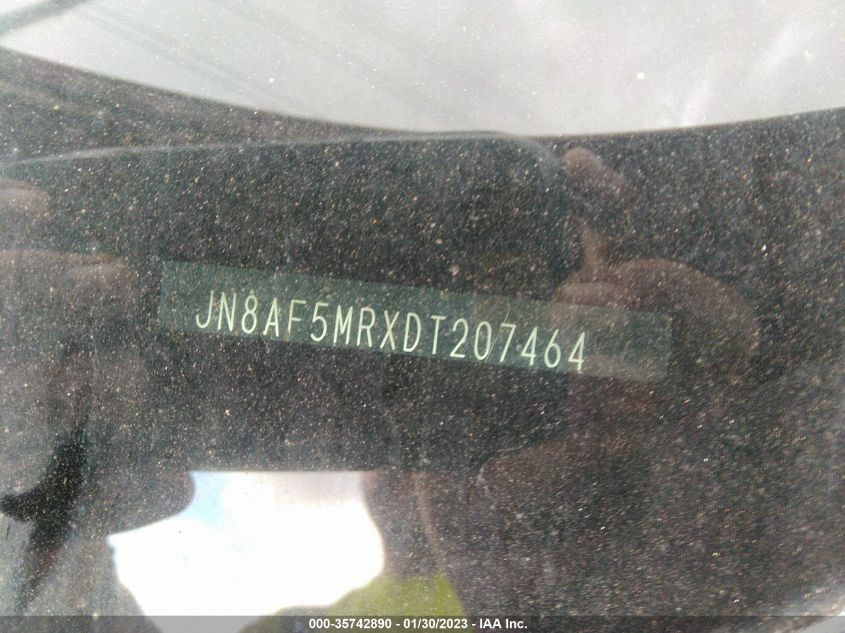 JN8AF5MRXDT207464
000-35742890 - 01/30/2023 - IAA Inc.